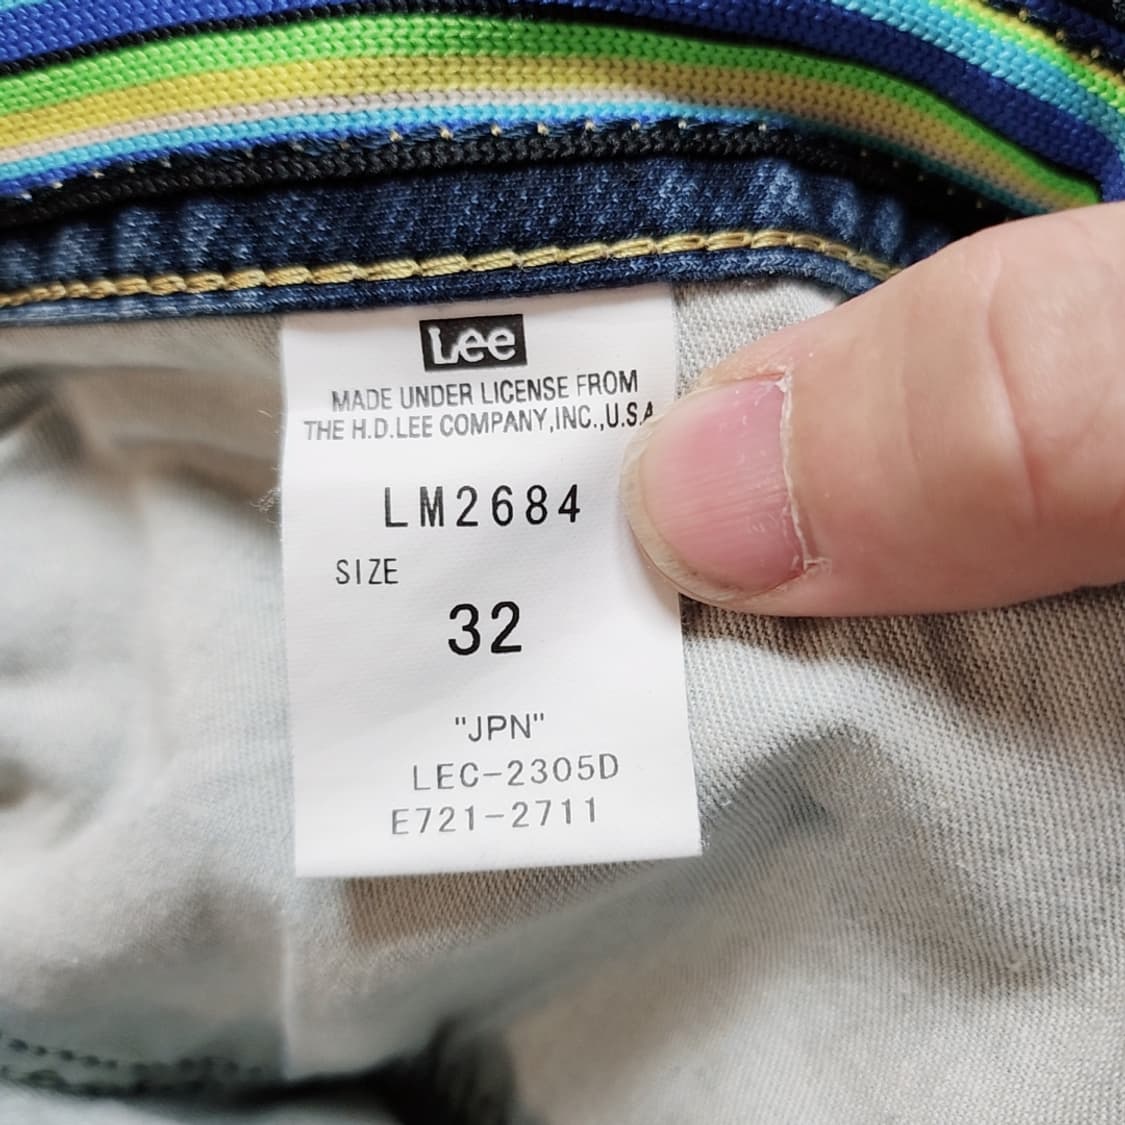 Lee
MADE UNDER LICENSE FROM
THE H.D.LEE COMPANY,INC.,U.S.A
LM2684
SIZE
32
"JPN"
LEC-2305D
E721-2711